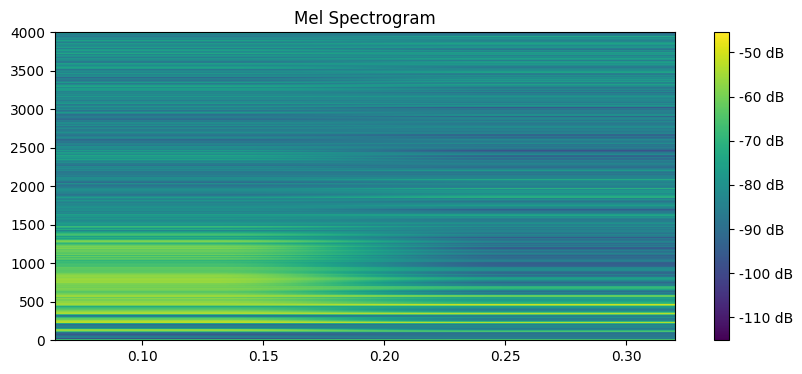 Mel Spectrogram
4000
3500
3000
2500
2000
1500
1000
500
0
0.10 0.15 0.20 0.25 0.30
-50 dB
-60 dB
-70 dB
-80 dB
-90 dB
-100 dB
-110 dB